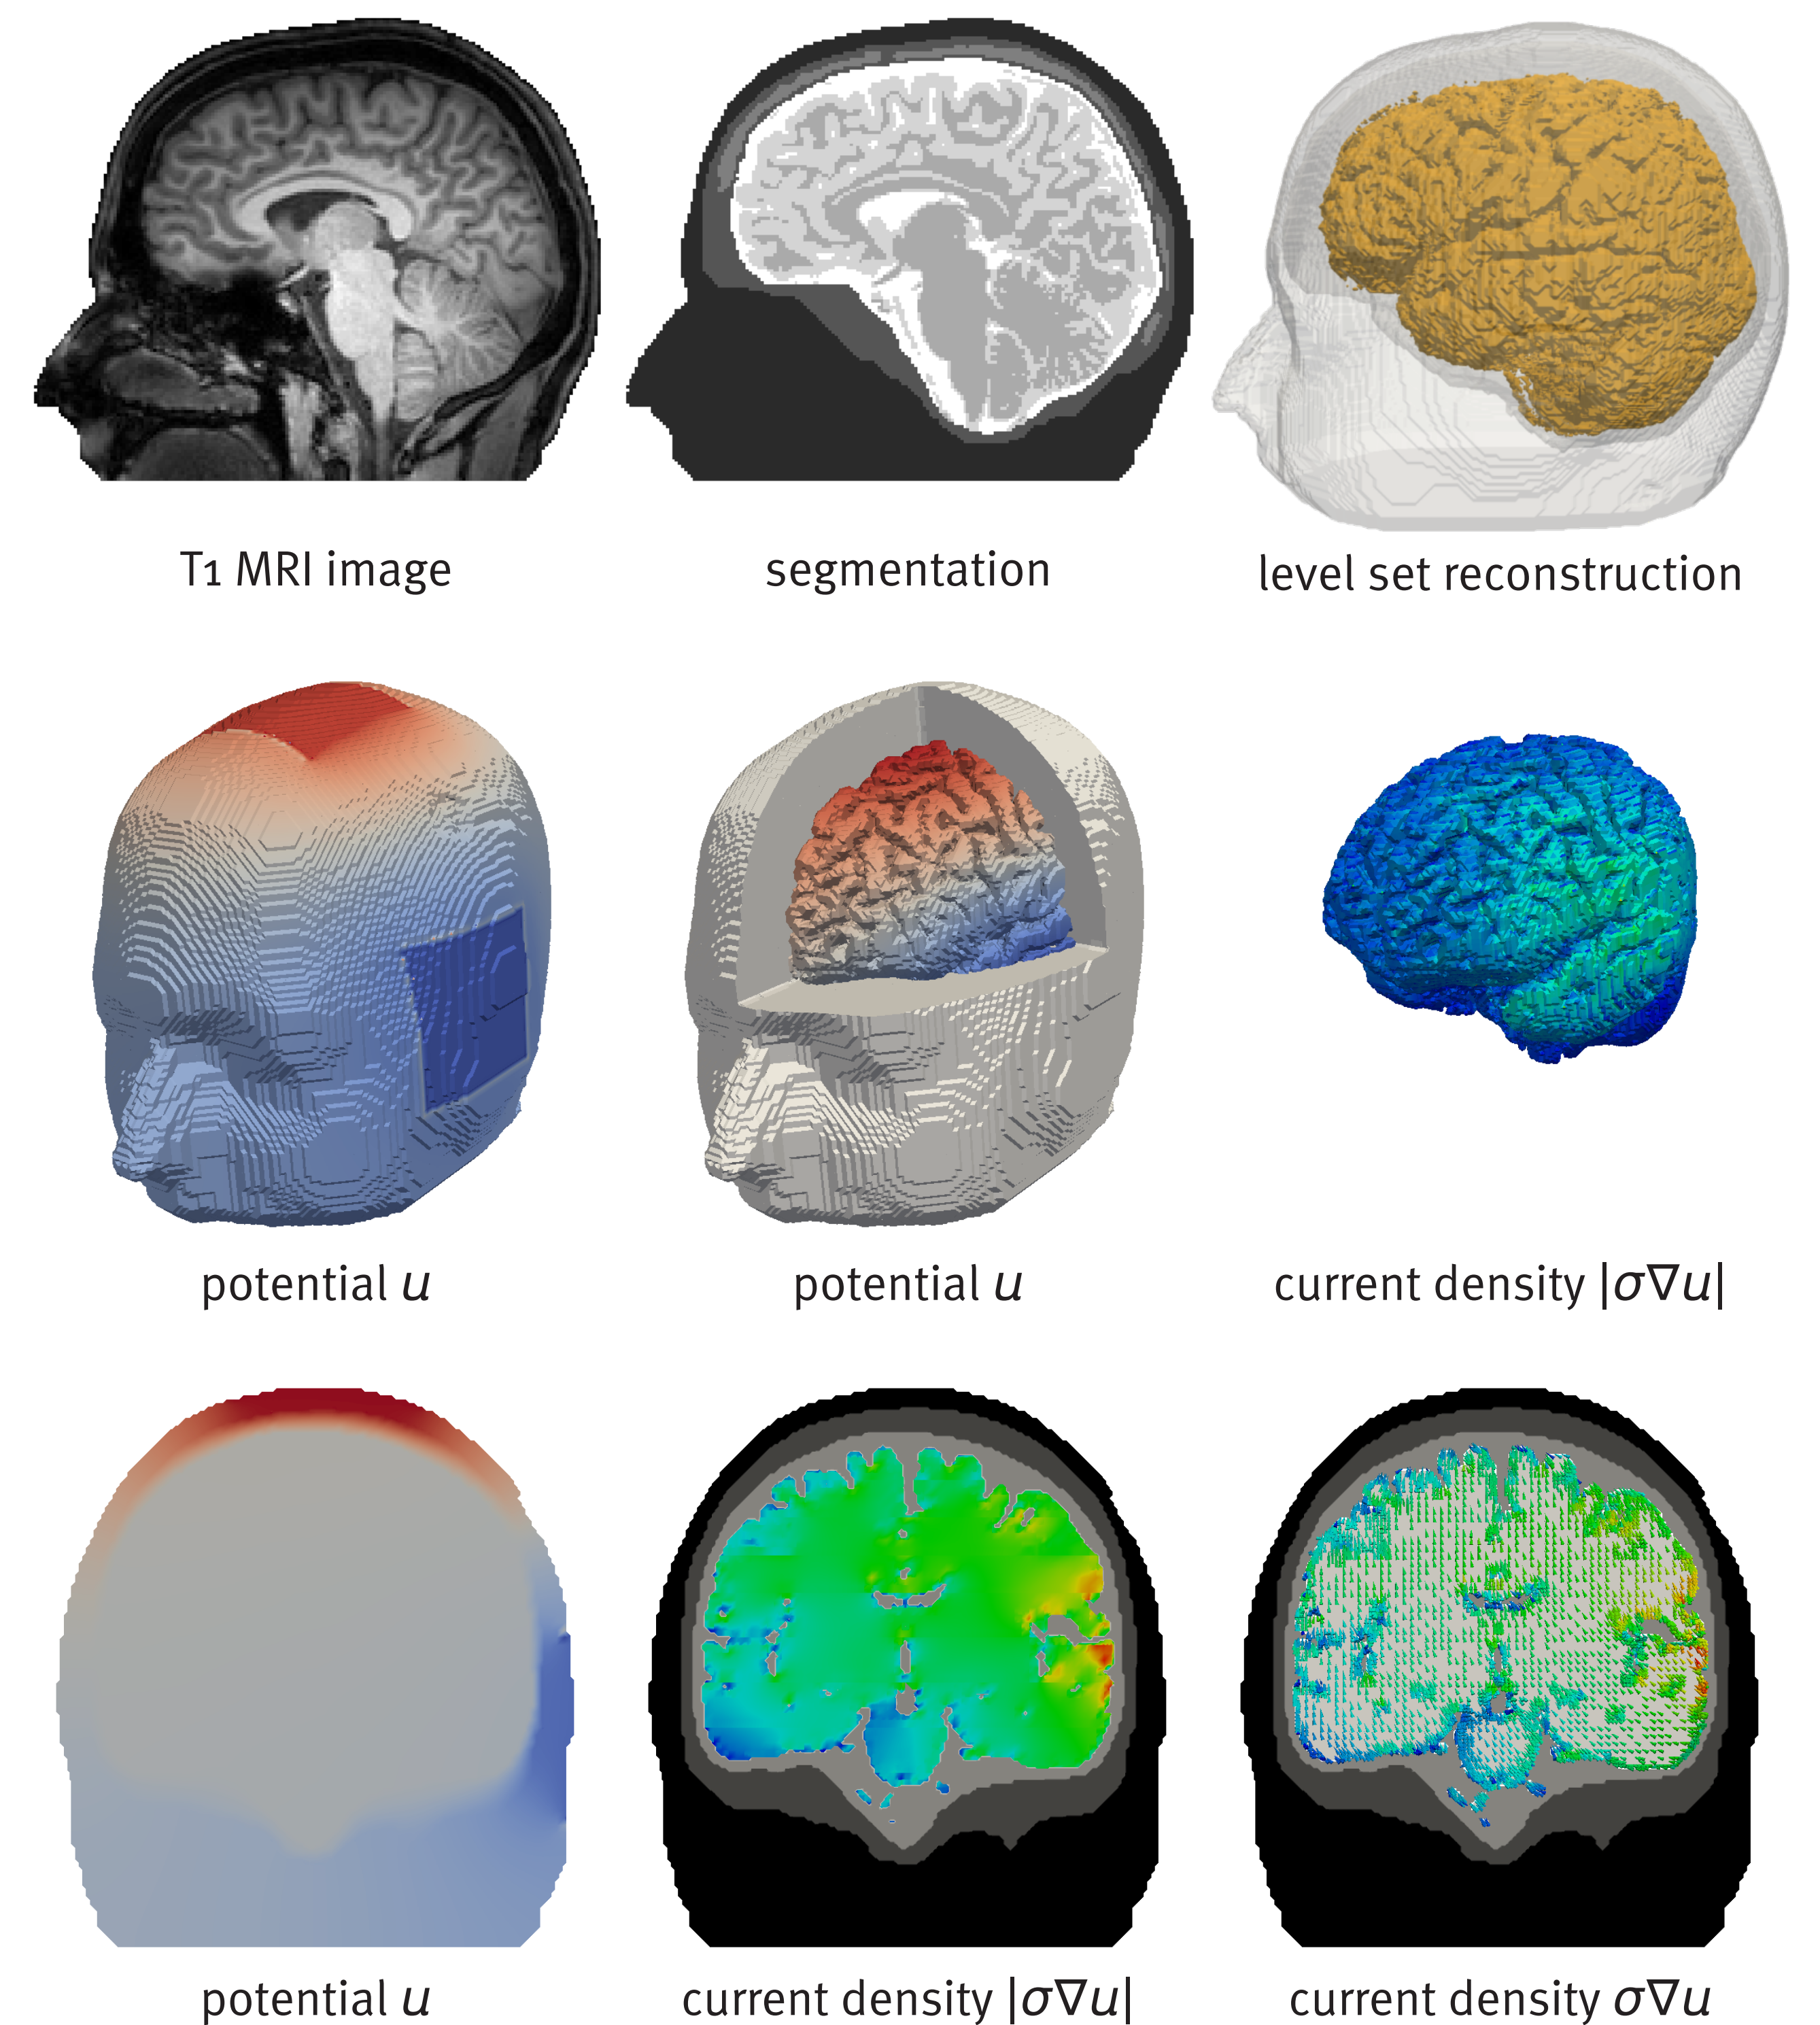 T1 MRI image
segmentation
level set reconstruction
potential u
potential u
current density |σ∇u|
potential u
current density |σ∇u|
current density σ∇u